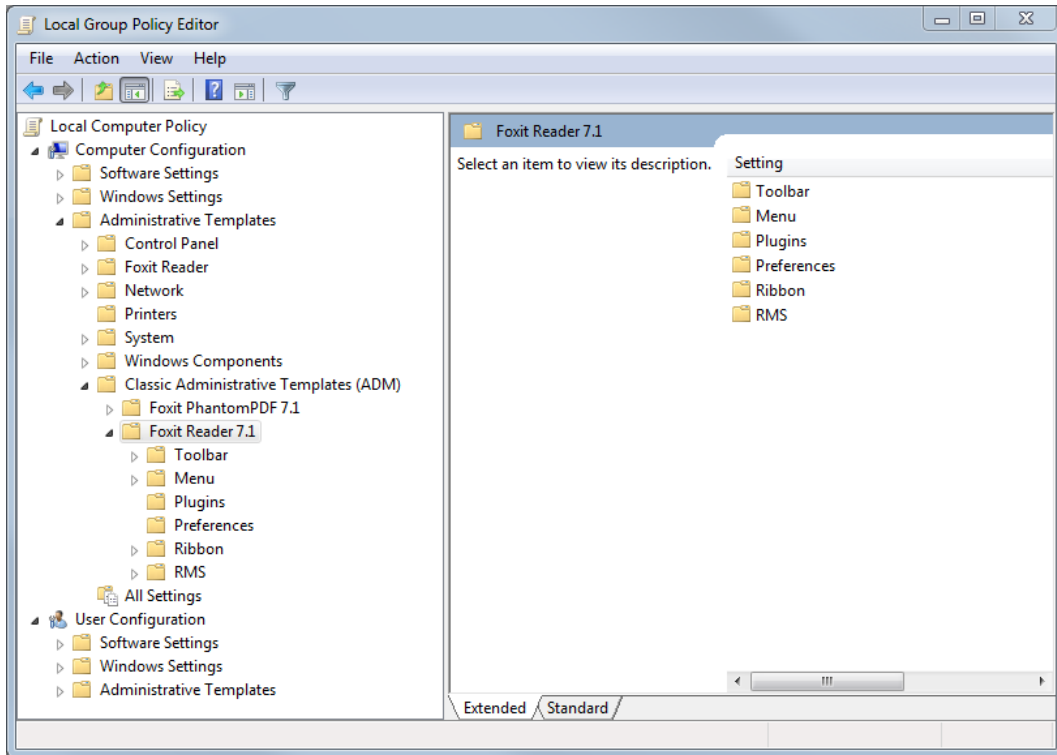 Local Group Policy Editor
File Action View Help
Local Computer Policy
Computer Configuration
Software Settings
Windows Settings
Administrative Templates
Control Panel
Foxit Reader
Network
Printers
System
Windows Components
Classic Administrative Templates (ADM)
Foxit PhantomPDF 7.1
Foxit Reader 7.1
Toolbar
Menu
Plugins
Preferences
Ribbon
RMS
All Settings
User Configuration
Software Settings
Windows Settings
Administrative Templates
Foxit Reader 7.1
Select an item to view its description.
Setting
Toolbar
Menu
Plugins
Preferences
Ribbon
RMS
Extended Standard